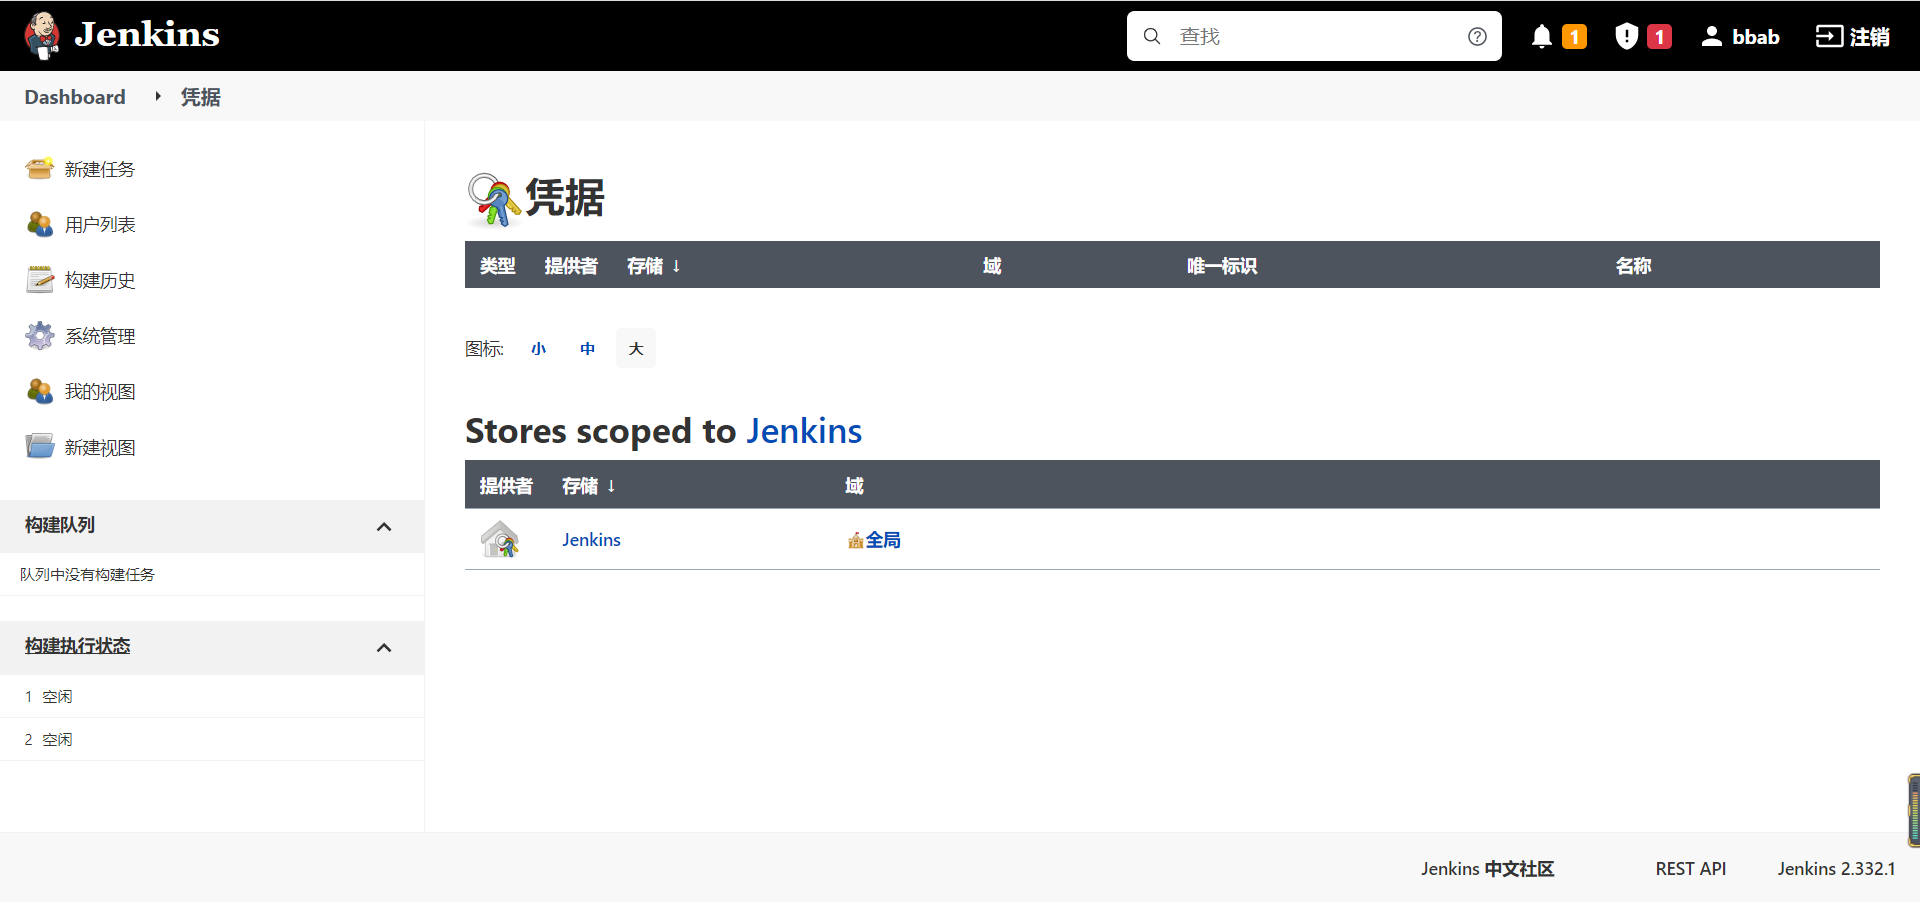 Jenkins
查找
1
1
bbab
注销
Dashboard
凭据
新建任务
用户列表
构建历史
系统管理
我的视图
新建视图
构建队列
队列中没有构建任务
构建执行状态
1 空闲
2 空闲
凭据
类型 提供者 存储 ↓ 域 唯一标识 名称
图标: 小 中 大
Stores scoped to Jenkins
提供者 存储 ↓ 域
Jenkins 全局
Jenkins 中文社区
REST API
Jenkins 2.332.1